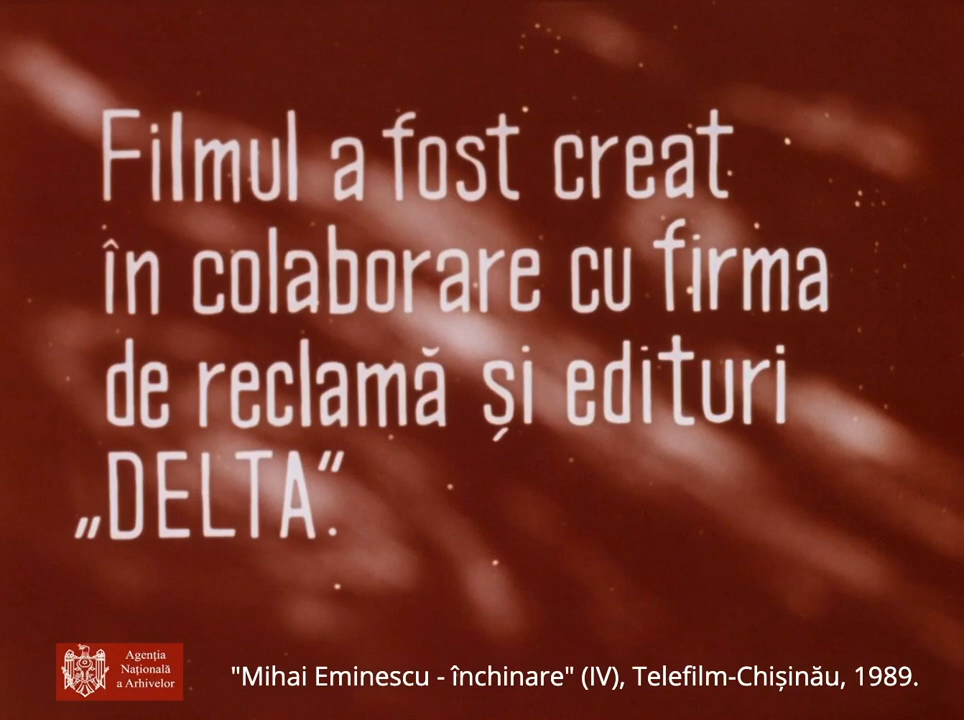 Filmul a fost creat
în colaborare cu firma
de reclamă și edituri
„DELTA“.
Agenția
Națională
a Arhivelor
"Mihai Eminescu - închinare" (IV), Telefilm-Chișinău, 1989.